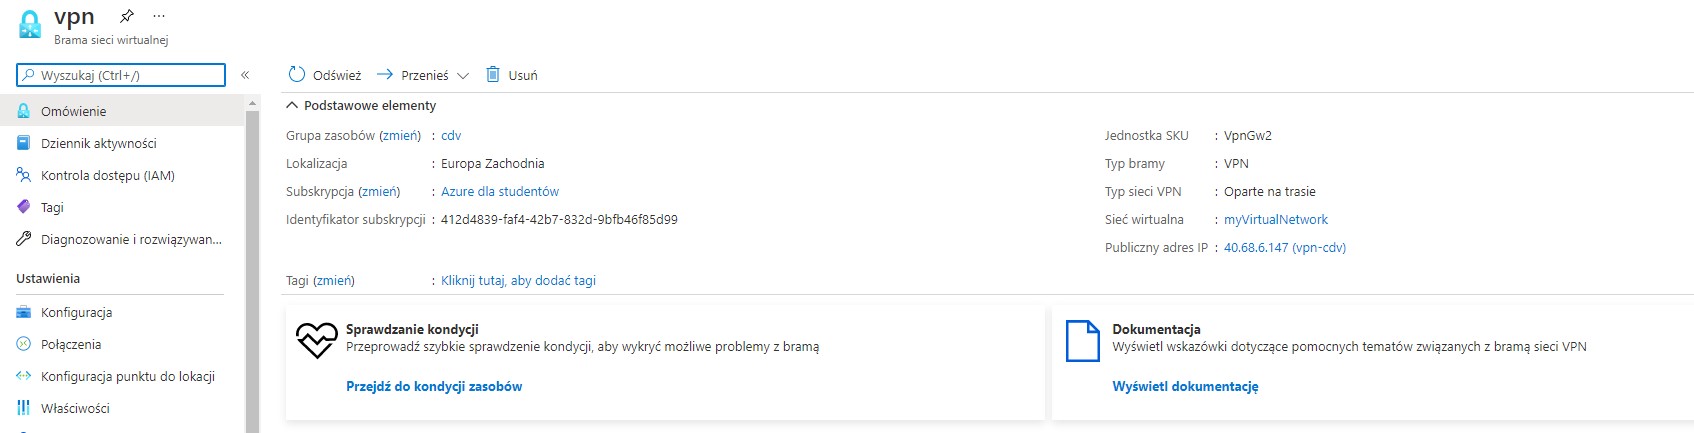 vpn
Brama sieci wirtualnej
Wyszukaj (Ctrl+/)
Omówienie
Dziennik aktywności
Kontrola dostępu (IAM)
Tagi
Diagnozowanie i rozwiązywan...
Ustawienia
Konfiguracja
Połączenia
Konfiguracja punktu do lokacji
Właściwości
Odśwież Przenieś Usuń
Podstawowe elementy
Grupa zasobów (zmień) : cdv
Lokalizacja : Europa Zachodnia
Subskrypcja (zmień) : Azure dla studentów
Identyfikator subskrypcji : 412d4839-faf4-42b7-832d-9bfb46f85d99
Jednostka SKU : VpnGw2
Typ bramy : VPN
Typ sieci VPN : Oparte na trasie
Sieć wirtualna : myVirtualNetwork
Publiczny adres IP : 40.68.6.147 (vpn-cdv)
Tagi (zmień) : Kliknij tutaj, aby dodać tagi
Sprawdzanie kondycji
Przeprowadź szybkie sprawdzenie kondycji, aby wykryć możliwe problemy z bramą
Przejdź do kondycji zasobów
Dokumentacja
Wyświetl wskazówki dotyczące pomocnych tematów związanych z bramą sieci VPN
Wyświetl dokumentację